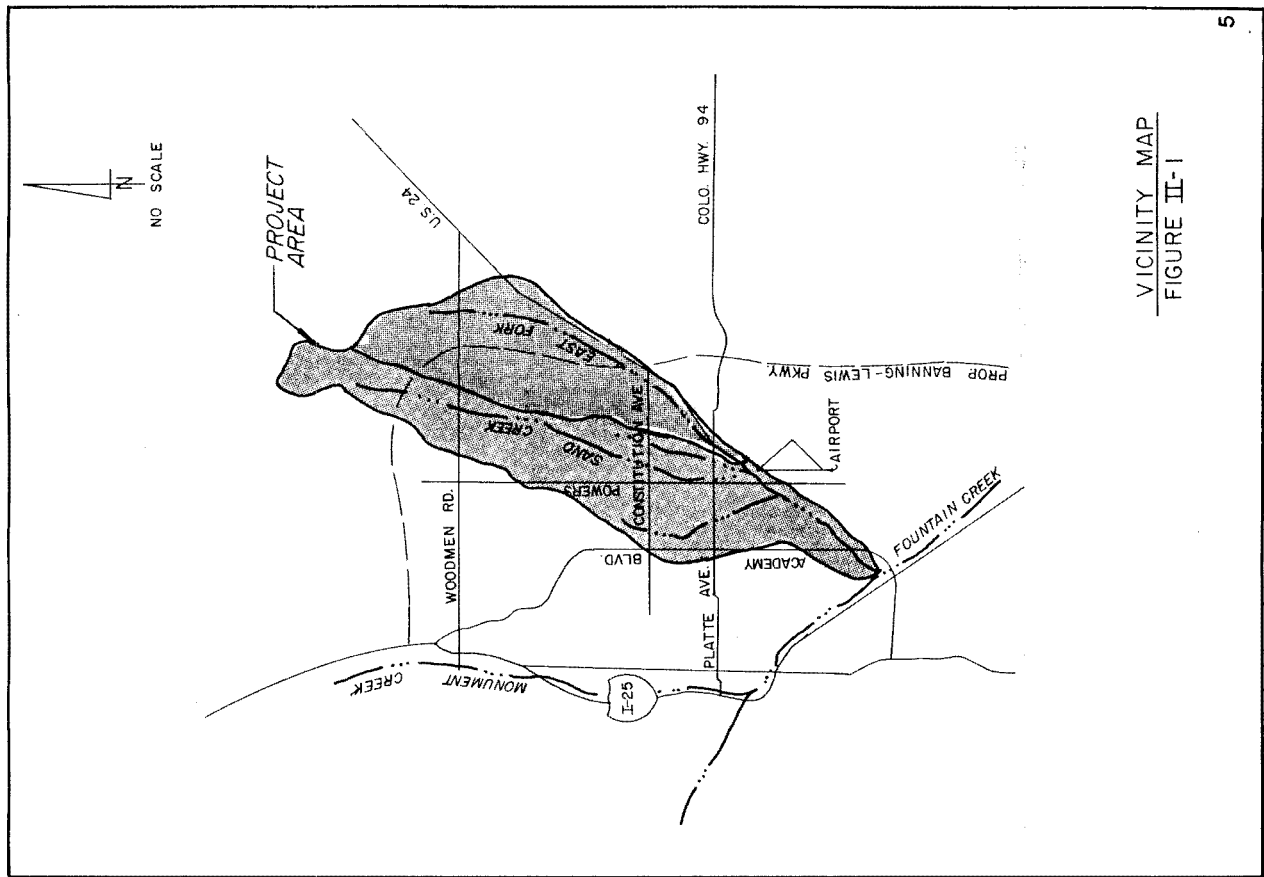 5
N
NO SCALE
PROJECT
AREA
U.S. 24
COLO. HWY. 94
EAST
FORK
WOODMEN RD.
SAND
CREEK
CONSTITUTION AVE.
PROP. BANNING-LEWIS PKWY.
POWERS
BLVD.
AIRPORT
PLATTE AVE.
ACADEMY
FOUNTAIN CREEK
MONUMENT
CREEK
I-25
VICINITY MAP
FIGURE II-1